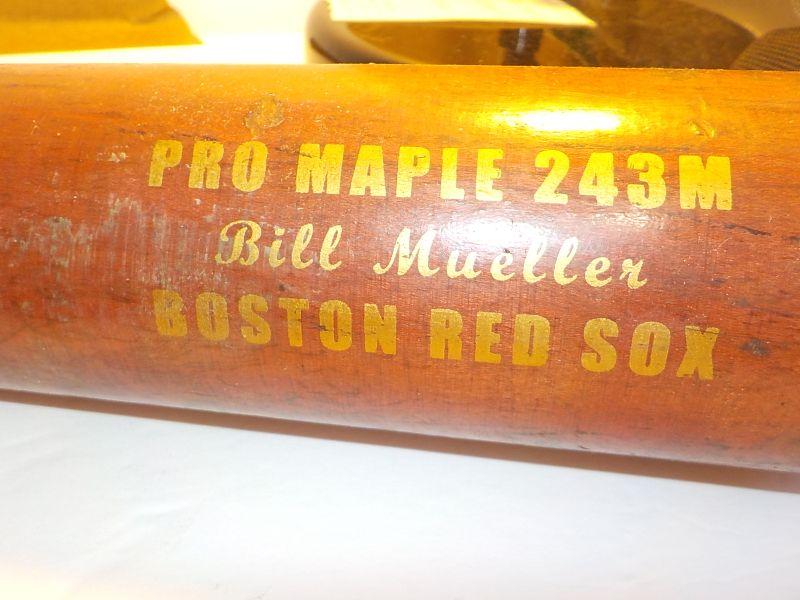 PRO MAPLE 243M
Bill Mueller
BOSTON RED SOX